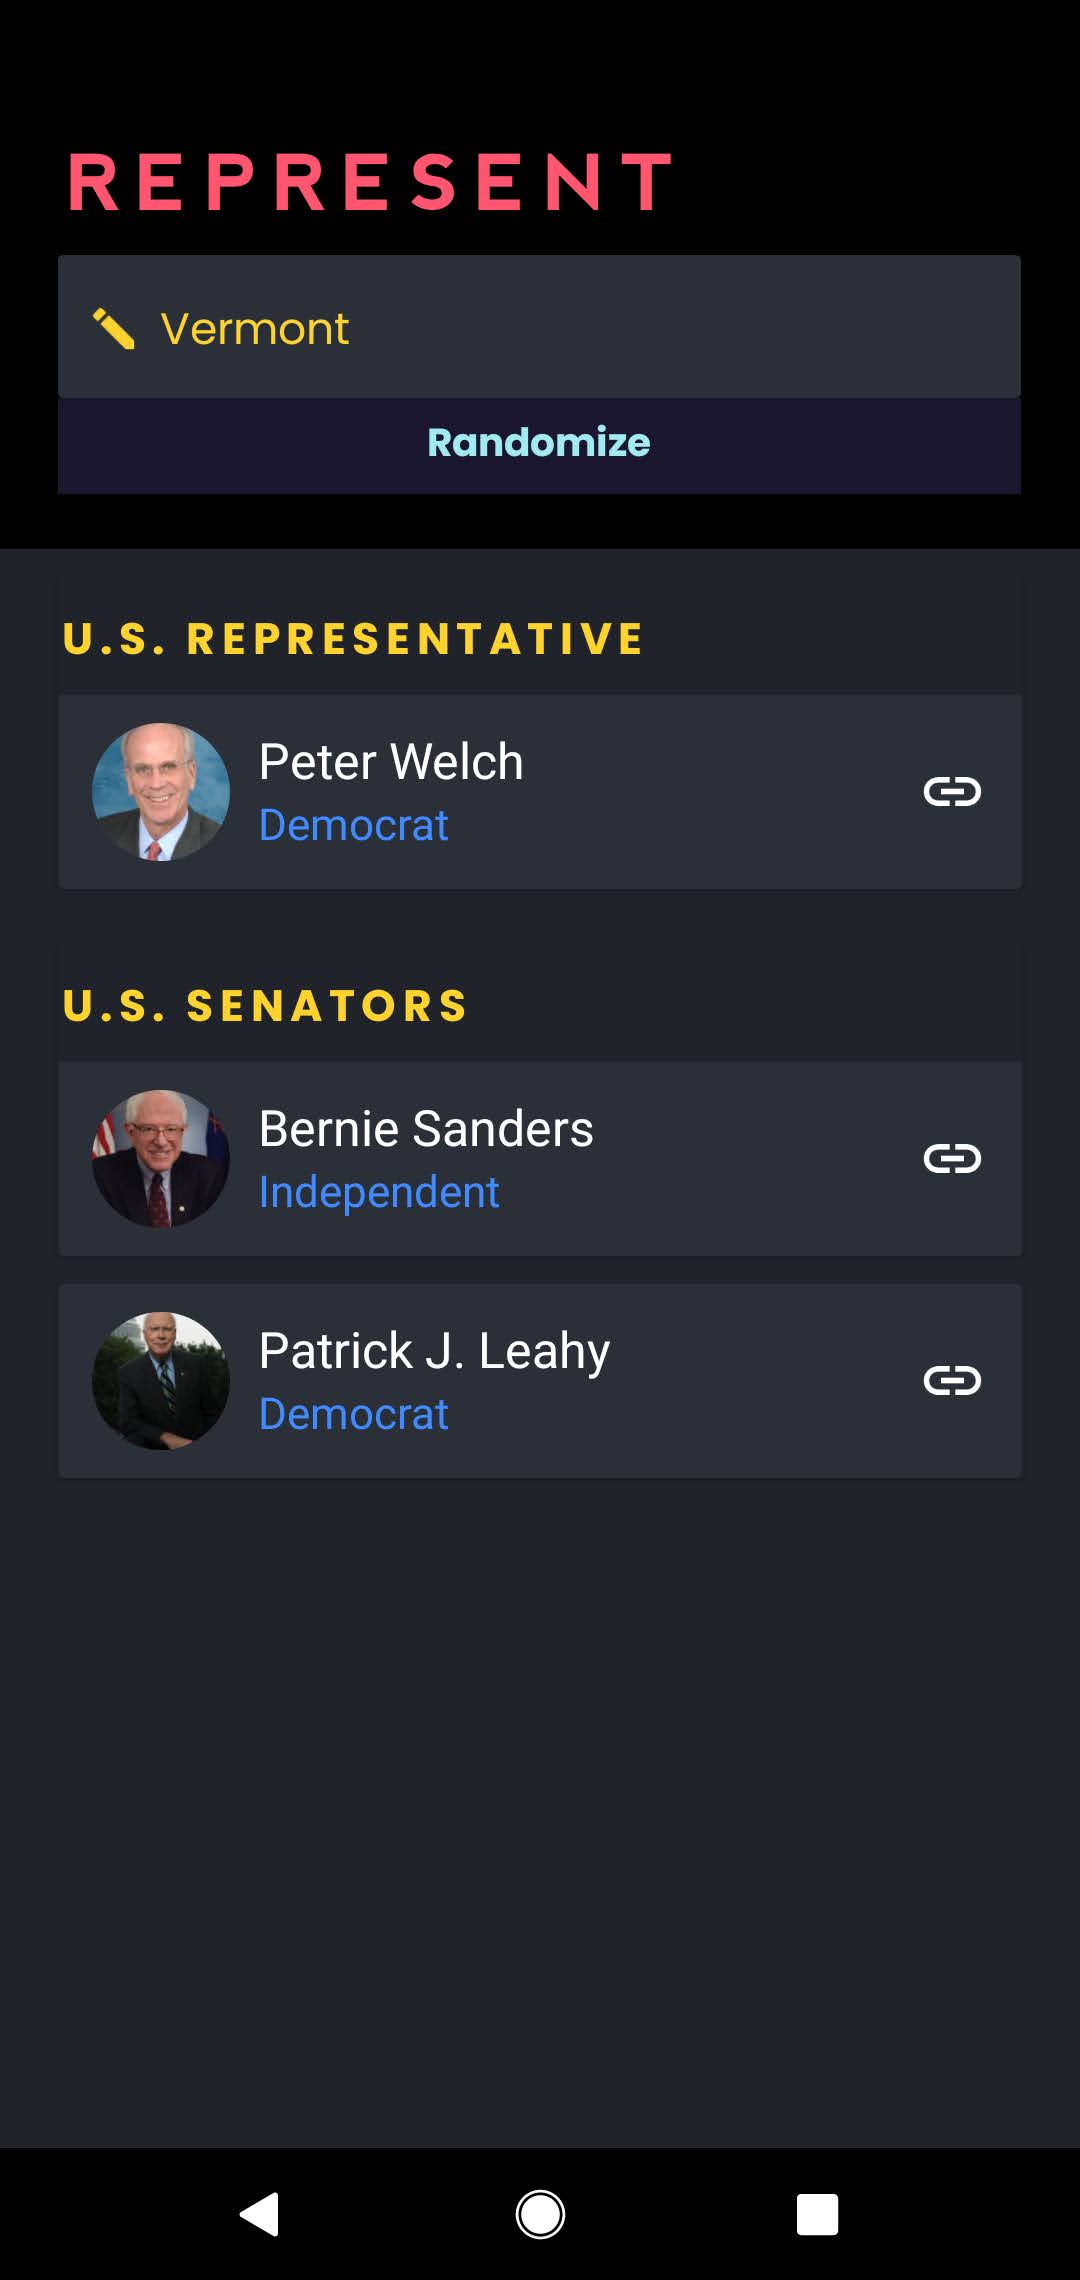 REPRESENT
Vermont
Randomize
U.S. REPRESENTATIVE
Peter Welch
Democrat
U.S. SENATORS
Bernie Sanders
Independent
Patrick J. Leahy
Democrat